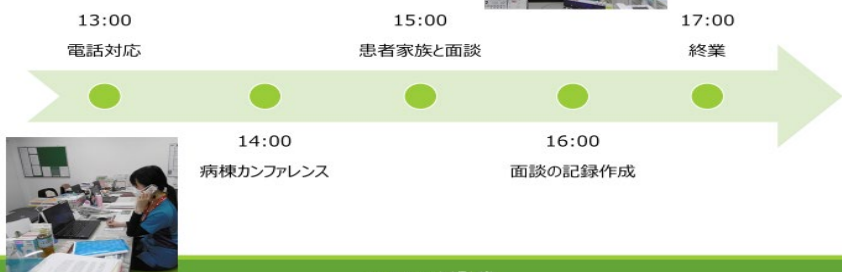 13:00
電話対応
15:00
患者家族と面談
17:00
終業
14:00
病棟カンファレンス
16:00
面談の記録作成